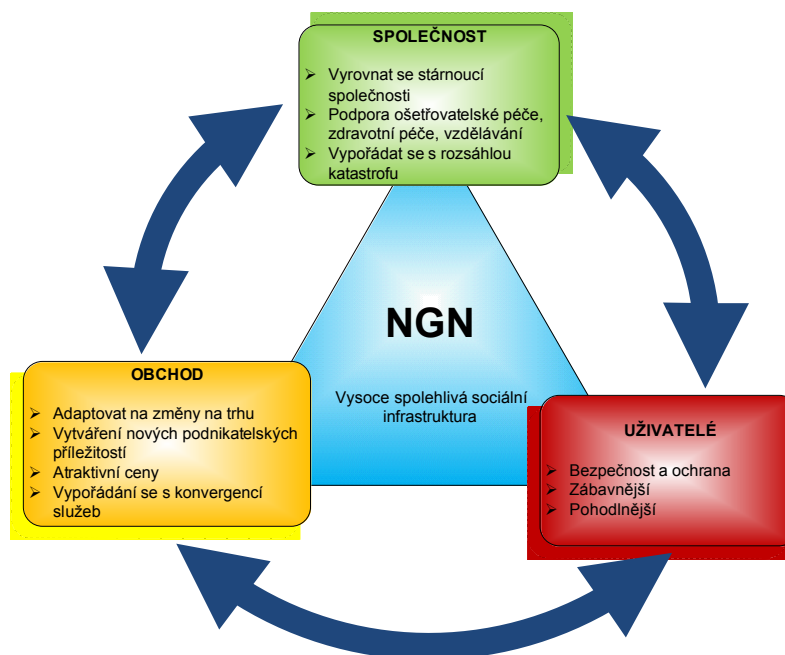 SPOLEČNOST
➢ Vyrovnat se stárnoucí
společnosti
➢ Podpora ošetřovatelské péče,
zdravotní péče, vzdělávání
➢ Vypořádat se s rozsáhlou
katastrofu
NGN
Vysoce spolehlivá sociální
infrastruktura
OBCHOD
➢ Adaptovat na změny na trhu
➢ Vytváření nových podnikatelských
příležitostí
➢ Atraktivní ceny
➢ Vypořádání se s konvergencí
služeb
UŽIVATELÉ
➢ Bezpečnost a ochrana
➢ Zábavnější
➢ Pohodlnější